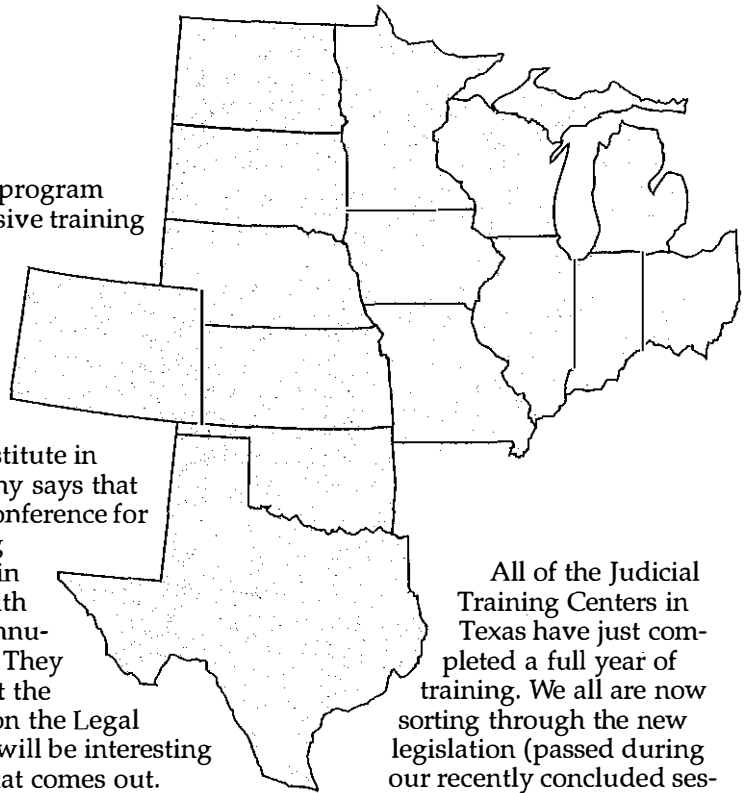 program
sive training
stitute in
ny says that
onference for
g
in
th
nnu-
They
t the
on the Legal
will be interesting
at comes out.
All of the Judicial
Training Centers in
Texas have just com-
pleted a full year of
training. We all are now
sorting through the new
legislation (passed during
our recently concluded ses-